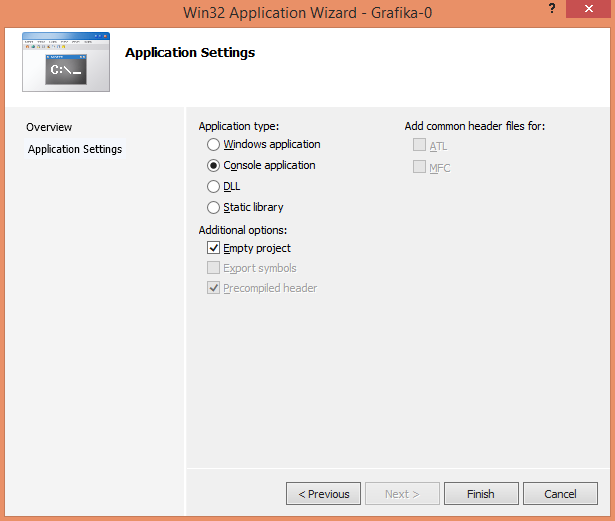 Win32 Application Wizard - Grafika-0
?
Application Settings
C:\_
Overview
Application Settings
Application type:
Windows application
Console application
DLL
Static library
Additional options:
Empty project
Export symbols
Precompiled header
Add common header files for:
ATL
MFC
< Previous
Next >
Finish
Cancel